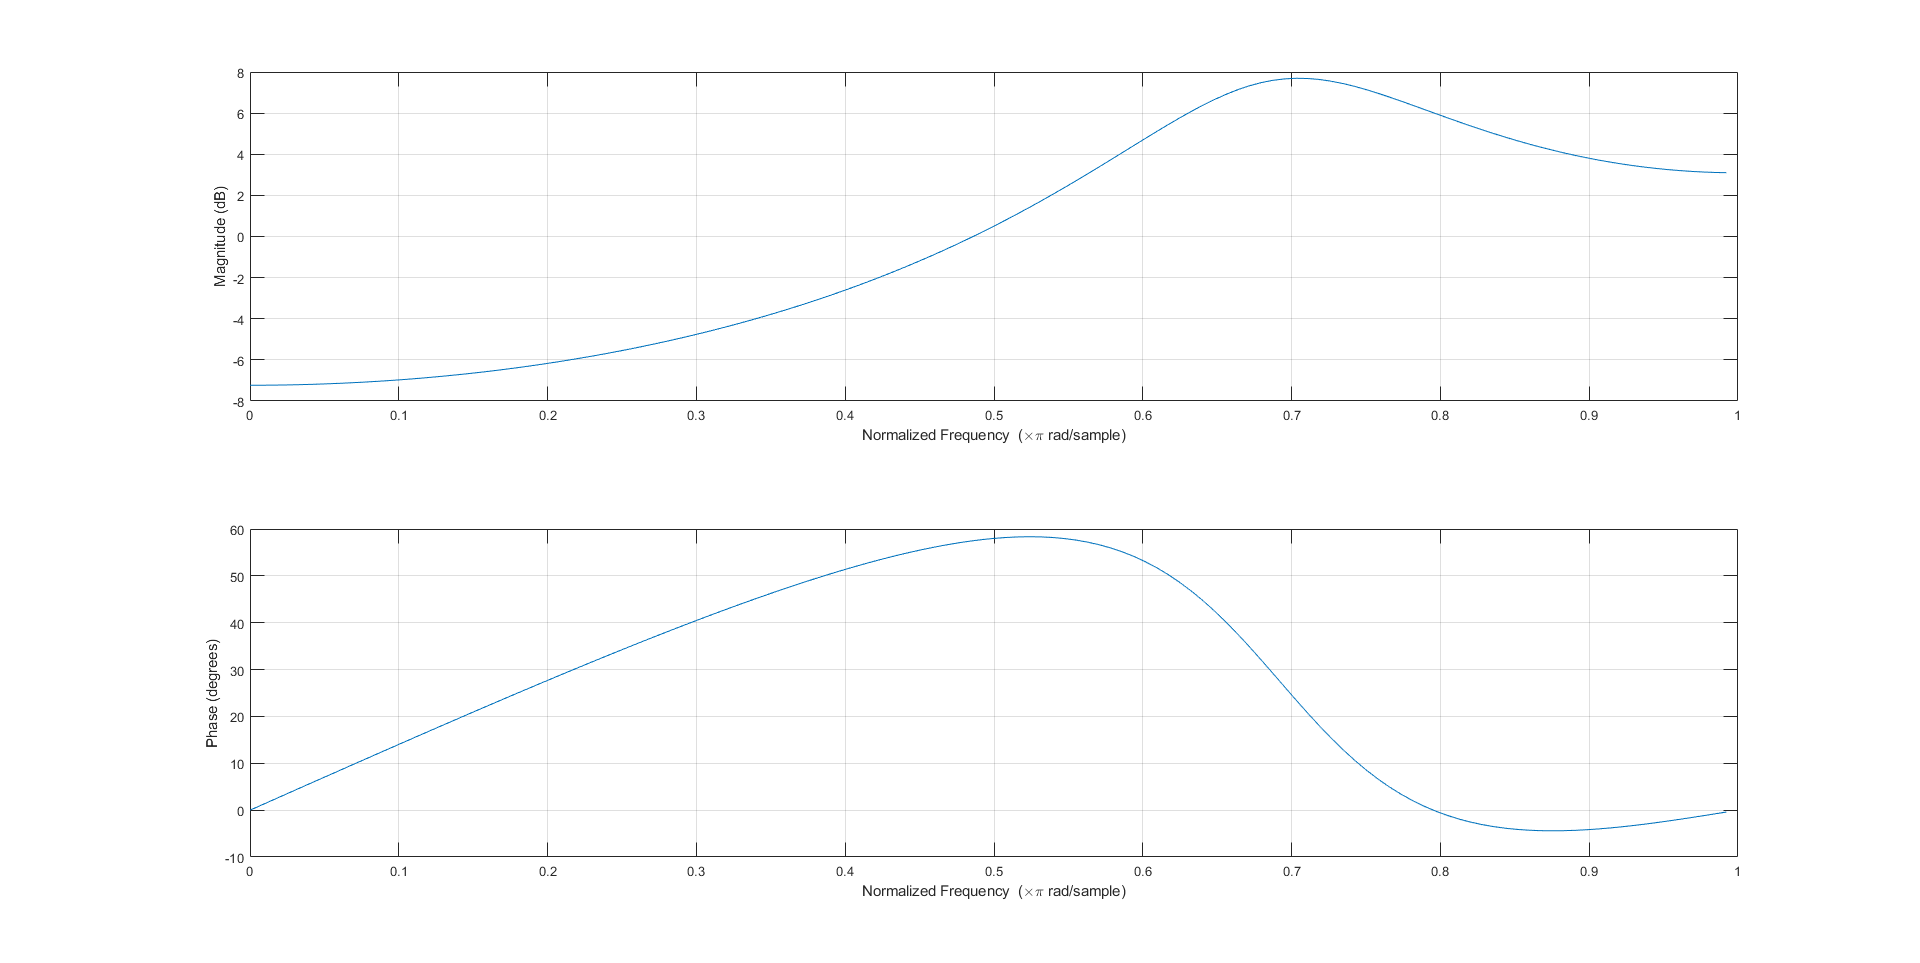 8
6
4
2
0
-2
-4
-6
-8
Magnitude (dB)
0 0.1 0.2 0.3 0.4 0.5 0.6 0.7 0.8 0.9 1
Normalized Frequency (×π rad/sample)
60
50
40
30
20
10
0
-10
Phase (degrees)
0 0.1 0.2 0.3 0.4 0.5 0.6 0.7 0.8 0.9 1
Normalized Frequency (×π rad/sample)